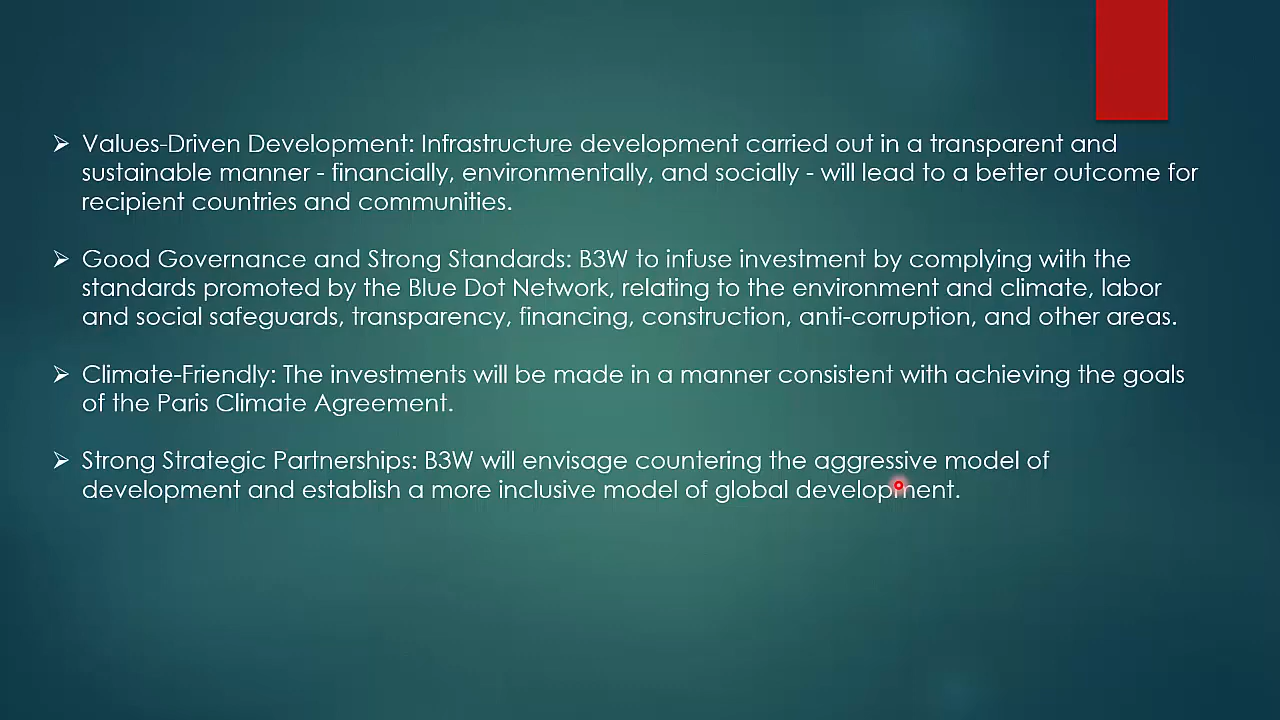 Values-Driven Development: Infrastructure development carried out in a transparent and
sustainable manner - financially, environmentally, and socially - will lead to a better outcome for
recipient countries and communities.
Good Governance and Strong Standards: B3W to infuse investment by complying with the
standards promoted by the Blue Dot Network, relating to the environment and climate, labor
and social safeguards, transparency, financing, construction, anti-corruption, and other areas.
Climate-Friendly: The investments will be made in a manner consistent with achieving the goals
of the Paris Climate Agreement.
Strong Strategic Partnerships: B3W will envisage countering the aggressive model of
development and establish a more inclusive model of global development.